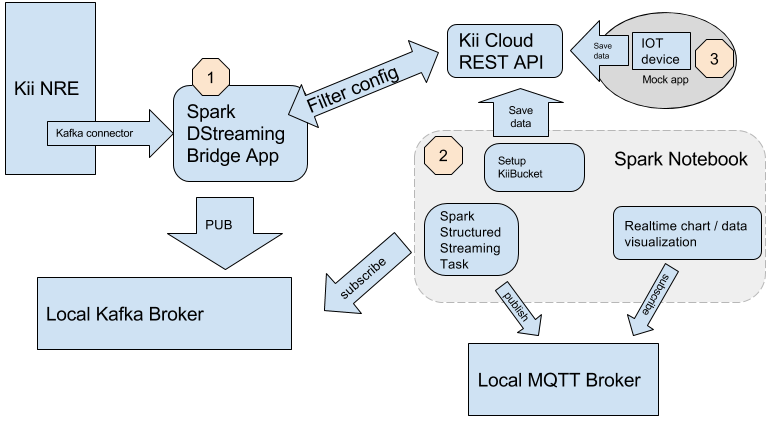 Kii NRE
Kafka connector
1
Spark
DStreaming
Bridge App
Filter config
Kii Cloud
REST API
Save
data
IOT
device
3
Mock app
Save
data
2
Setup
KiiBucket
Spark Notebook
Spark
Structured
Streaming
Task
Realtime chart / data
visualization
PUB
subscribe
publish
subscribe
Local Kafka Broker
Local MQTT Broker